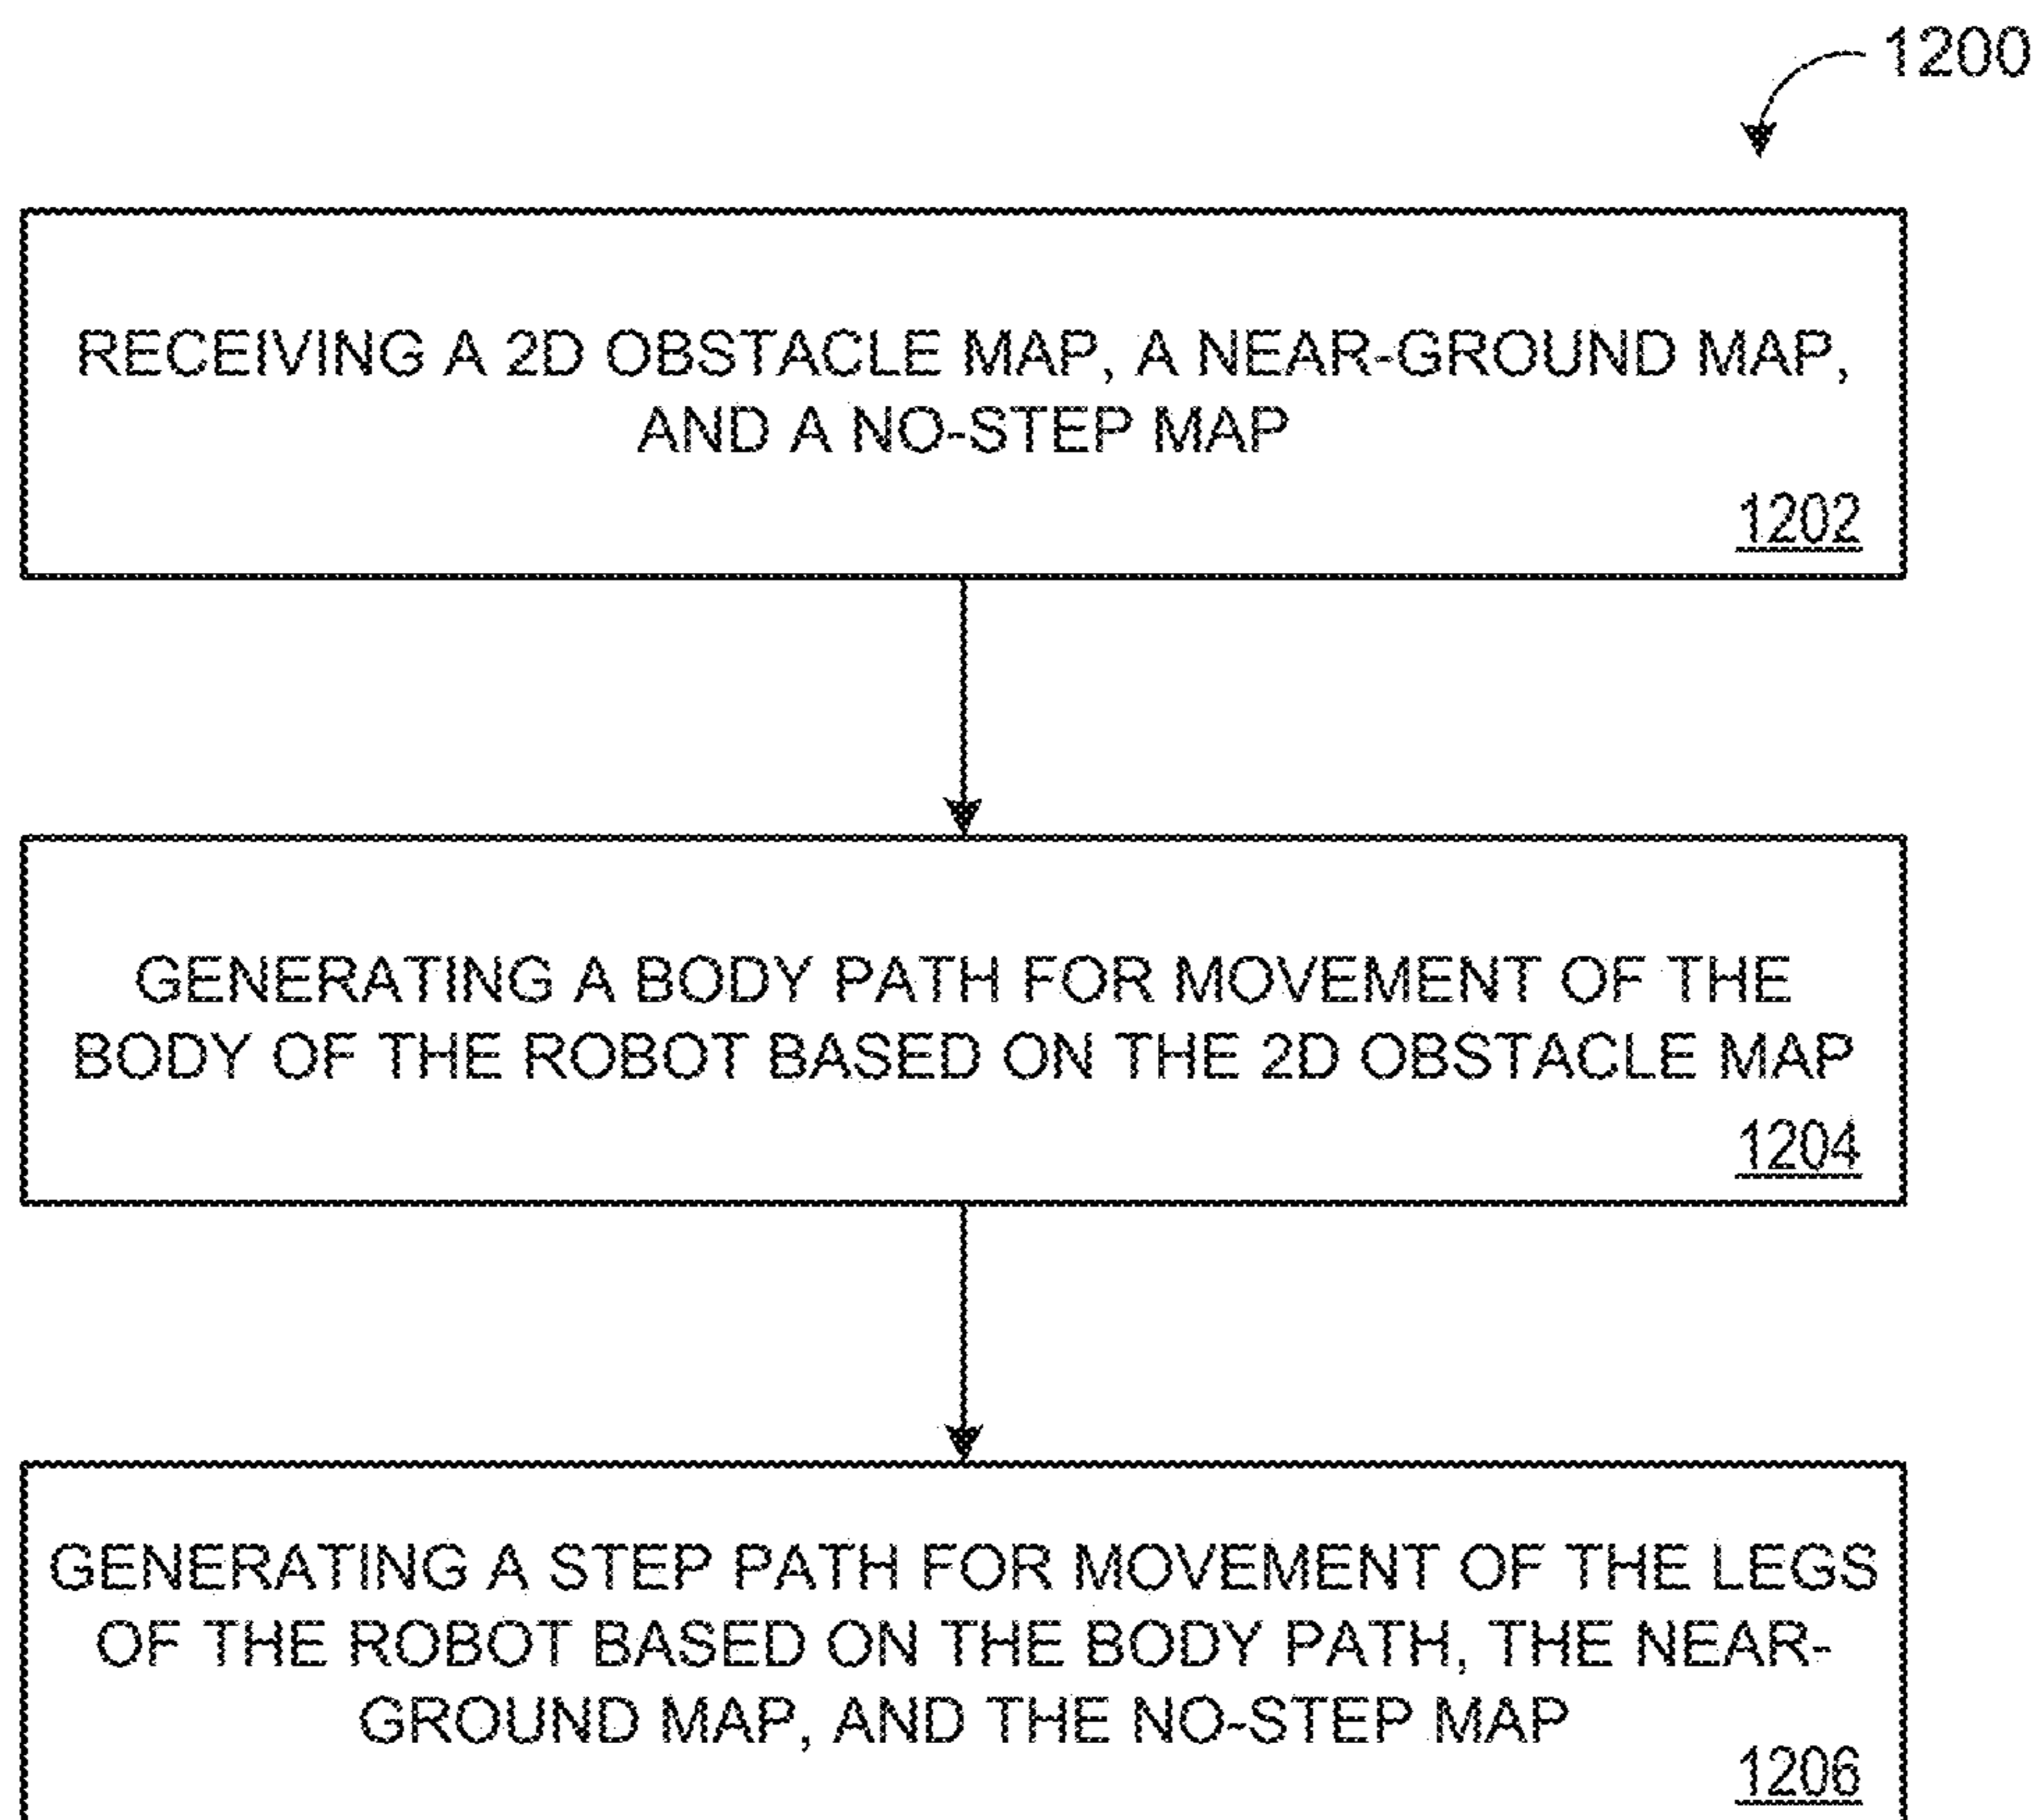 1200
RECEIVING A 2D OBSTACLE MAP, A NEAR-GROUND MAP,
AND A NO-STEP MAP
1202
GENERATING A BODY PATH FOR MOVEMENT OF THE
BODY OF THE ROBOT BASED ON THE 2D OBSTACLE MAP
1204
GENERATING A STEP PATH FOR MOVEMENT OF THE LEGS
OF THE ROBOT BASED ON THE BODY PATH, THE NEAR-
GROUND MAP, AND THE NO-STEP MAP
1206